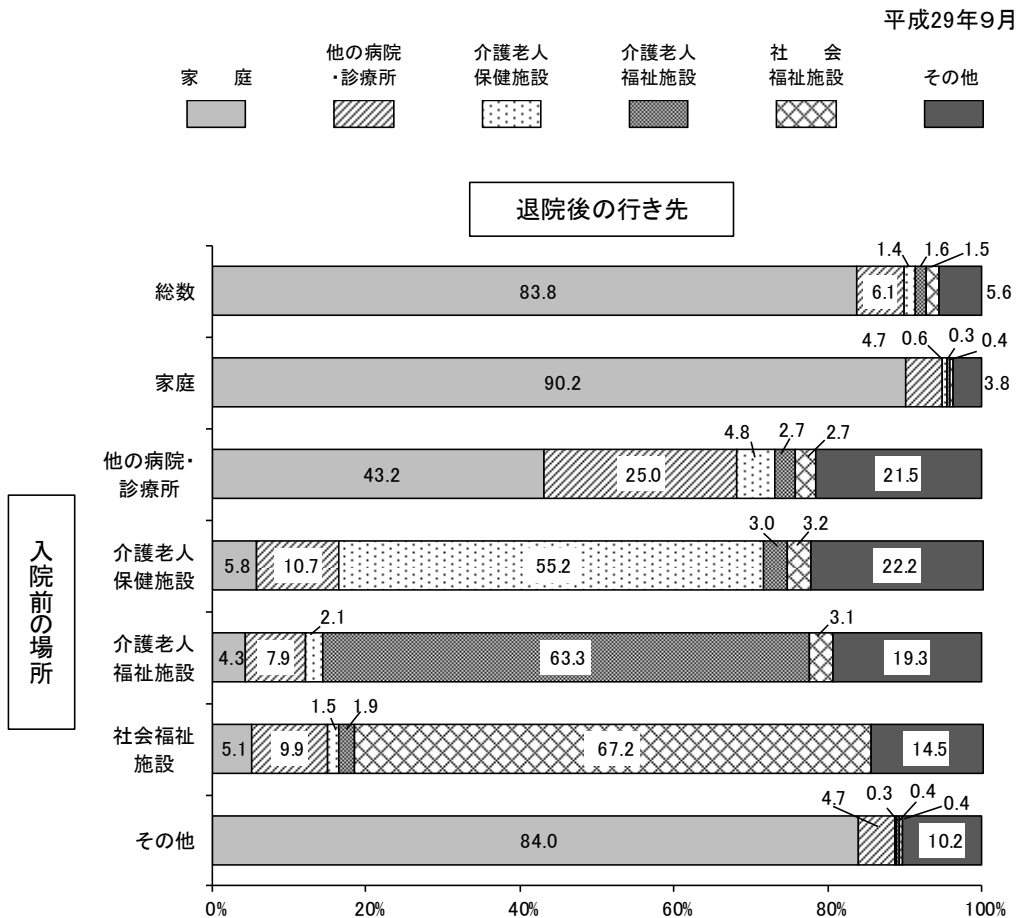 平成29年９月
家　　庭
他の病院
・診療所
介護老人
保健施設
介護老人
福祉施設
社　　会
福祉施設
その他
退院後の行き先
入院前の場所
総数
83.8
6.1
1.4
1.6
1.5
5.6
家庭
90.2
4.7
0.6
0.3
0.4
3.8
他の病院・
診療所
43.2
25.0
4.8
2.7
2.7
21.5
介護老人
保健施設
5.8
10.7
55.2
3.0
3.2
22.2
介護老人
福祉施設
4.3
7.9
2.1
63.3
3.1
19.3
社会福祉
施設
5.1
9.9
1.5
1.9
67.2
14.5
その他
84.0
4.7
0.3
0.4
0.4
10.2
0%
20%
40%
60%
80%
100%